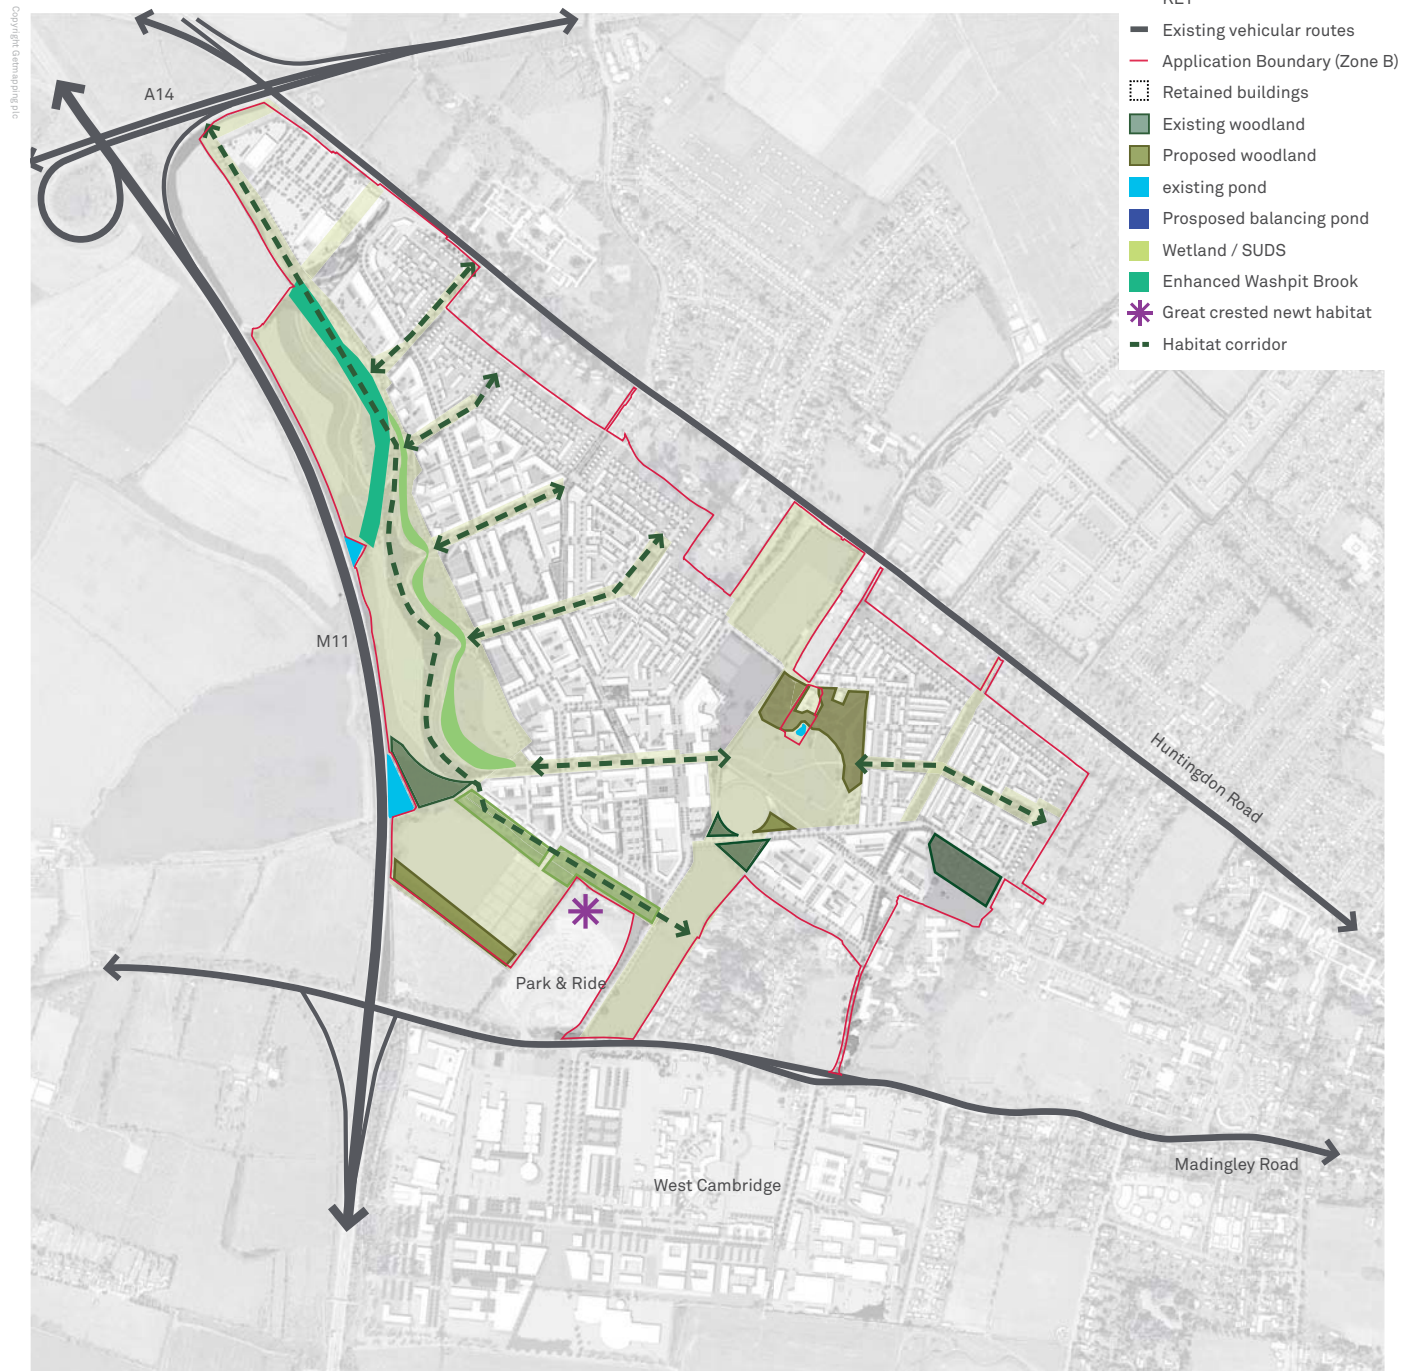 KEY
Existing vehicular routes
Application Boundary (Zone B)
Retained buildings
Existing woodland
Proposed woodland
existing pond
Prosposed balancing pond
Wetland / SUDS
Enhanced Washpit Brook
Great crested newt habitat
Habitat corridor
Copyright Getmapping plc
A14
M11
Huntingdon Road
Park & Ride
Madingley Road
West Cambridge